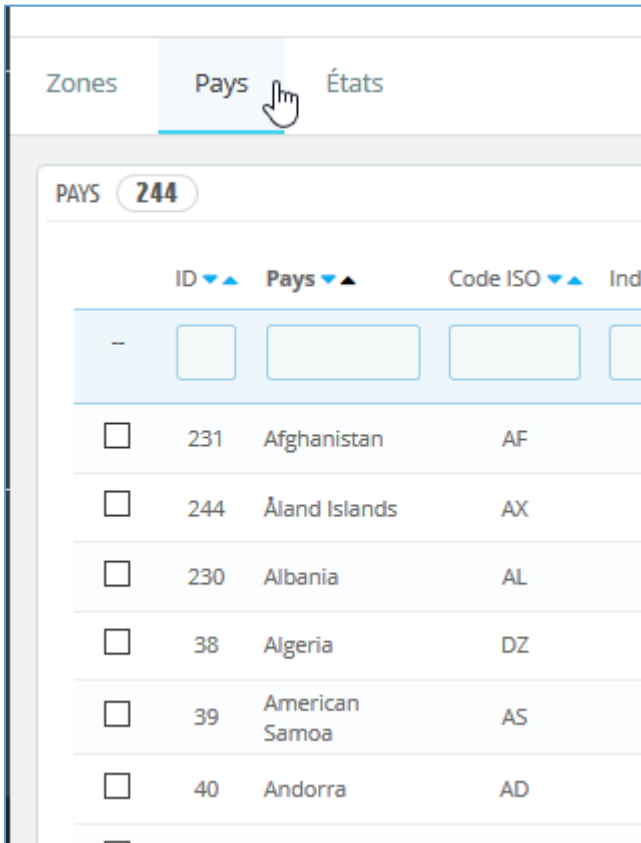 Zones Pays États
PAYS 244
ID Pays Code ISO Ind
--
231 Afghanistan AF
244 Åland Islands AX
230 Albania AL
38 Algeria DZ
39 American Samoa AS
40 Andorra AD